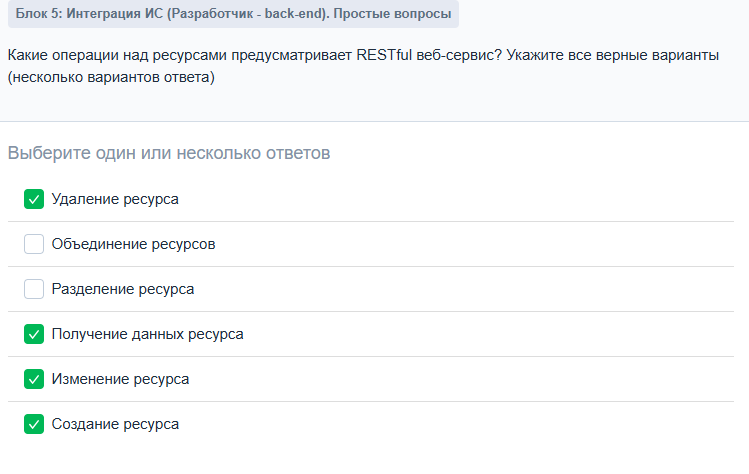 Блок 5: Интеграция ИС (Разработчик - back-end). Простые вопросы
Какие операции над ресурсами предусматривает RESTful веб-сервис? Укажите все верные варианты
(несколько вариантов ответа)
Выберите один или несколько ответов
Удаление ресурса
Объединение ресурсов
Разделение ресурса
Получение данных ресурса
Изменение ресурса
Создание ресурса